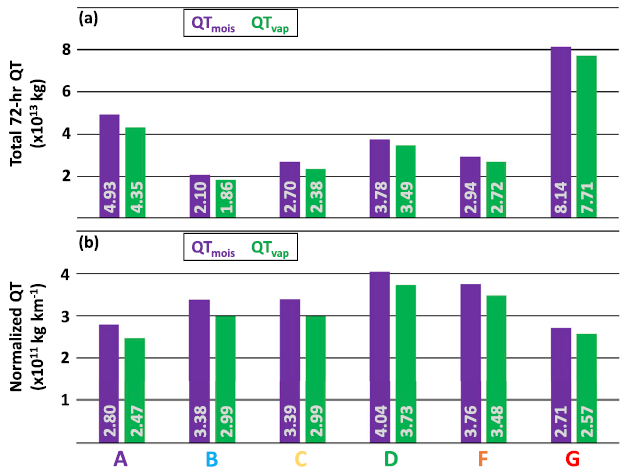 (a)
QTmois QTvap
Total 72-hr QT
(x10¹³ kg)
8
6
4
2
4.93 4.35 2.10 1.86 2.70 2.38 3.78 3.49 2.94 2.72 8.14 7.71
(b)
QTmois QTvap
Normalized QT
(x10¹¹ kg km⁻¹)
4
3
2
1
2.80 2.47 3.38 2.99 3.39 2.99 4.04 3.73 3.76 3.48 2.71 2.57
A B C D F G